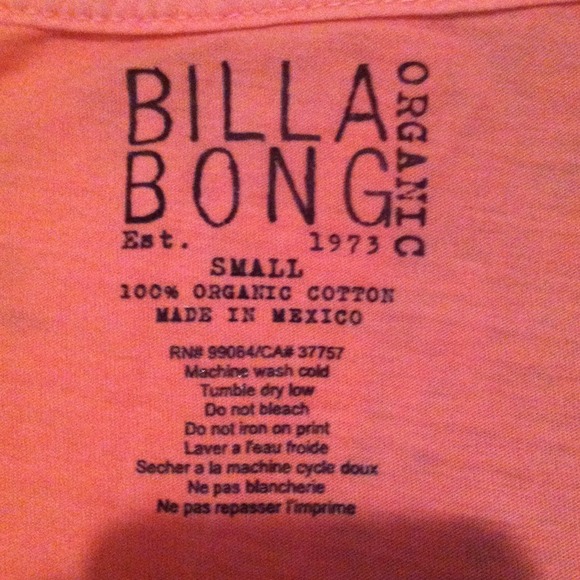 BILLA
BONG
ORGANIC
Est. 1973
SMALL
100% ORGANIC COTTON
MADE IN MEXICO
RN# 99064/CA# 37757
Machine wash cold
Tumble dry low
Do not bleach
Do not iron on print
Laver a l'eau froide
Secher a la machine cycle doux
Ne pas blancherie
Ne pas repasser l'imprime